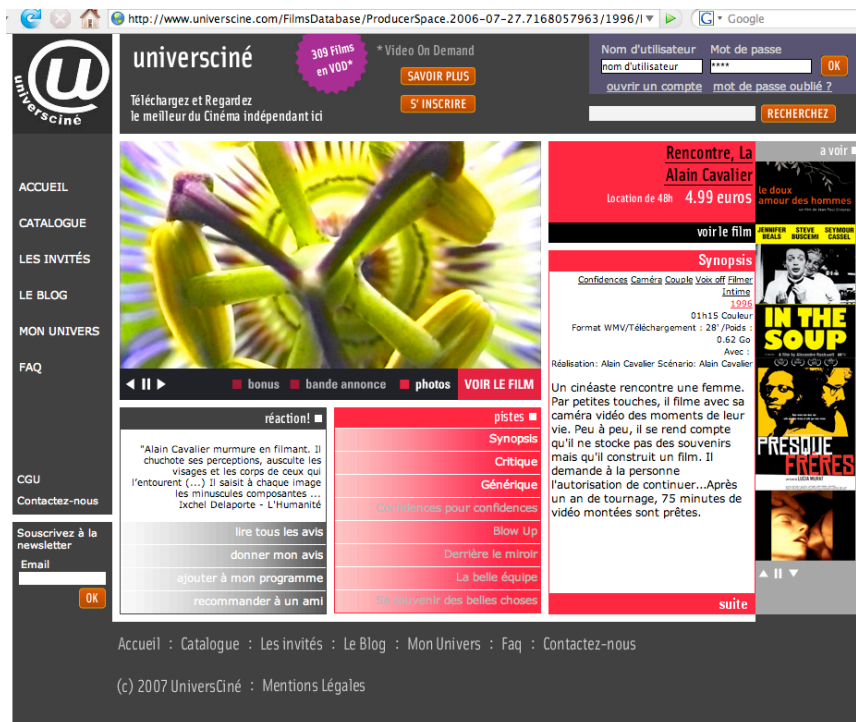 http://www.universcine.com/FilmsDatabase/ProducerSpace.2006-07-27.7168057963/1996/
G Google
universciné
universciné
309 Films
en VOD*
* Video On Demand
SAVOIR PLUS
S' INSCRIRE
Téléchargez et Regardez
le meilleur du Cinéma indépendant ici
Nom d'utilisateur Mot de passe
nom d'utilisateur **** OK
ouvrir un compte mot de passe oublié ?
RECHERCHEZ
ACCUEIL
CATALOGUE
LES INVITÉS
LE BLOG
MON UNIVERS
FAQ
CGU
Contactez-nous
Souscrivez à la
newsletter
Email
OK
bonus bande annonce photos VOIR LE FILM
réaction!
"Alain Cavalier murmure en filmant. Il
chuchote ses perceptions, ausculte les
visages et les corps de ceux qui
l'entourent (...) Il saisit à chaque image
les minuscules composantes ...
Ixchel Delaporte - L'Humanité
lire tous les avis
donner mon avis
ajouter à mon programme
recommander à un ami
pistes
Synopsis
Critique
Générique
Confidences pour confidences
Blow Up
Derrière le miroir
La belle équipe
Se souvenir des belles choses
Rencontre, La
Alain Cavalier
Location de 48h 4.99 euros
voir le film
Synopsis
Confidences Caméra Couple Voix off Filmer
Intime
1996
01h15 Couleur
Format WMV/Téléchargement : 28' /Poids :
0.62 Go
Avec :
Réalisation: Alain Cavalier Scénario: Alain Cavalier
Un cinéaste rencontre une femme.
Par petites touches, il filme avec sa
caméra vidéo des moments de leur
vie. Peu à peu, il se rend compte
qu'il ne stocke pas des souvenirs
mais qu'il construit un film. Il
demande à la personne
l'autorisation de continuer...Après
un an de tournage, 75 minutes de
vidéo montées sont prêtes.
suite
a voir
le doux
amour des hommes
JENNIFER BEALS STEVE BUSCEMI SEYMOUR CASSEL
IN THE
SOUP
PRESQUE
FRÈRES
LUCIA MURAT
Accueil : Catalogue : Les invités : Le Blog : Mon Univers : Faq : Contactez-nous
(c) 2007 UniversCiné : Mentions Légales